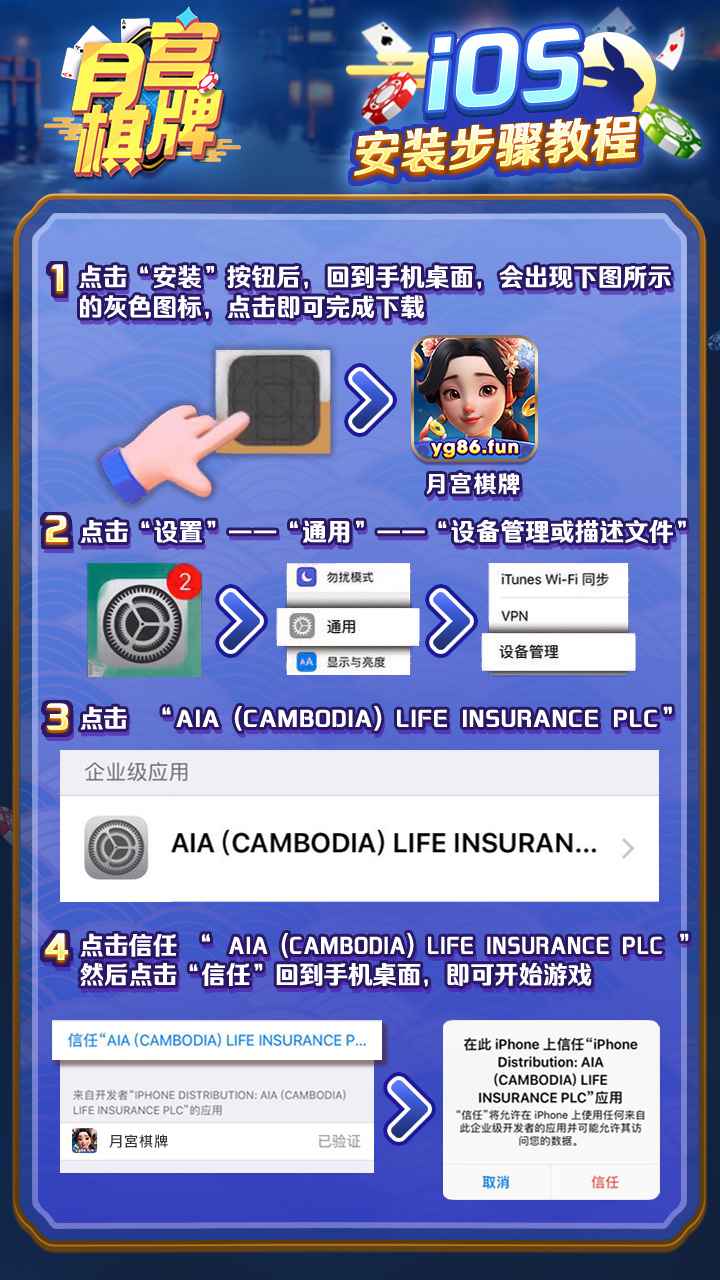 月宫棋牌
iOS
安装步骤教程
1 点击“安装”按钮后，回到手机桌面，会出现下图所示
的灰色图标，点击即可完成下载
yg86.fun
月宫棋牌
2 点击“设置”——“通用”——“设备管理或描述文件”
2
勿扰模式
通用
AA 显示与亮度
iTunes Wi-Fi 同步
VPN
设备管理
3 点击 “AIA (CAMBODIA) LIFE INSURANCE PLC”
企业级应用
AIA (CAMBODIA) LIFE INSURAN...
4 点击信任 “ AIA (CAMBODIA) LIFE INSURANCE PLC ”
然后点击“信任”回到手机桌面，即可开始游戏
信任“AIA (CAMBODIA) LIFE INSURANCE P...
来自开发者“IPHONE DISTRIBUTION: AIA (CAMBODIA)
LIFE INSURANCE PLC”的应用
yg86.fun
月宮棋牌 已验证
在此 iPhone 上信任“iPhone
Distribution: AIA
(CAMBODIA) LIFE
INSURANCE PLC”应用
“信任”将允许在 iPhone 上使用任何来自
此企业级开发者的应用并可能允许其访
问您的数据。
取消 信任